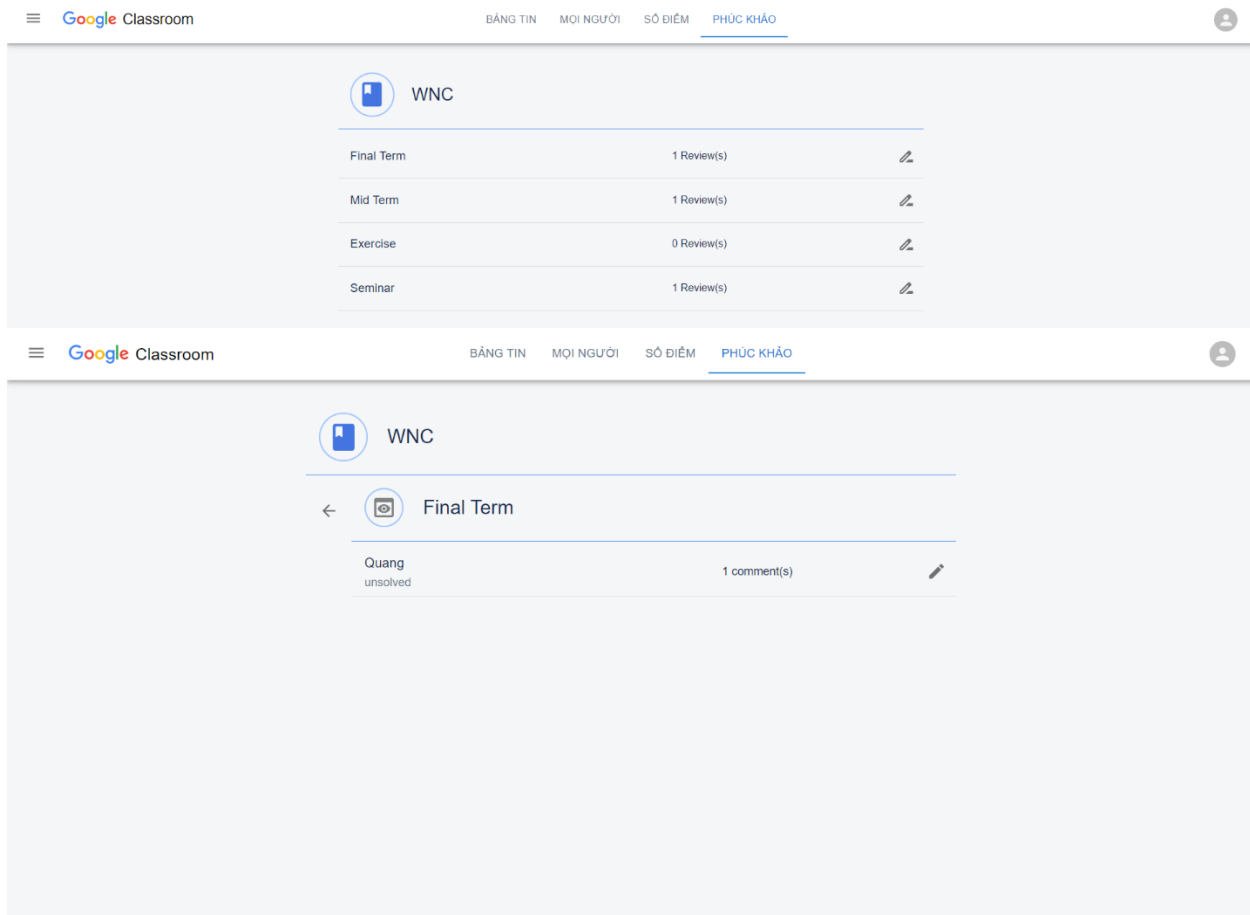 Google Classroom BẢNG TIN MỌI NGƯỜI SỔ ĐIỂM PHÚC KHẢO
WNC
Final Term 1 Review(s)
Mid Term 1 Review(s)
Exercise 0 Review(s)
Seminar 1 Review(s)
Google Classroom BẢNG TIN MỌI NGƯỜI SỔ ĐIỂM PHÚC KHẢO
WNC
Final Term
Quang 1 comment(s)
unsolved